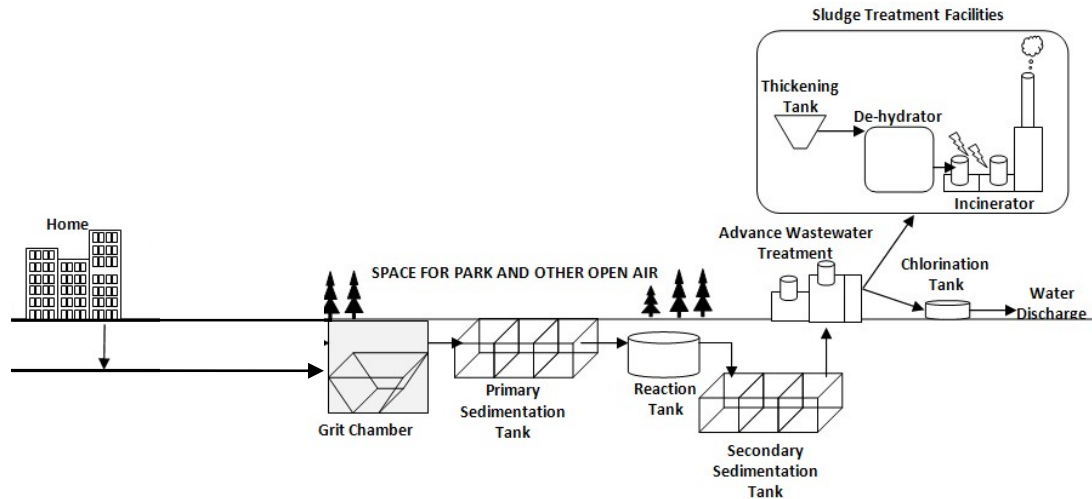 Sludge Treatment Facilities
Thickening
Tank
De-hydrator
Incinerator
Home
Advance Wastewater
Treatment
SPACE FOR PARK AND OTHER OPEN AIR
Chlorination
Tank
Water
Discharge
Primary
Sedimentation
Tank
Reaction
Tank
Grit Chamber
Secondary
Sedimentation
Tank